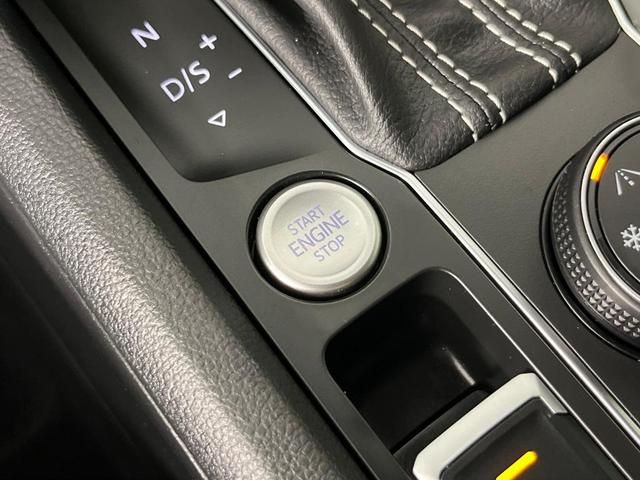 N
D/S + -
START
ENGINE
STOP